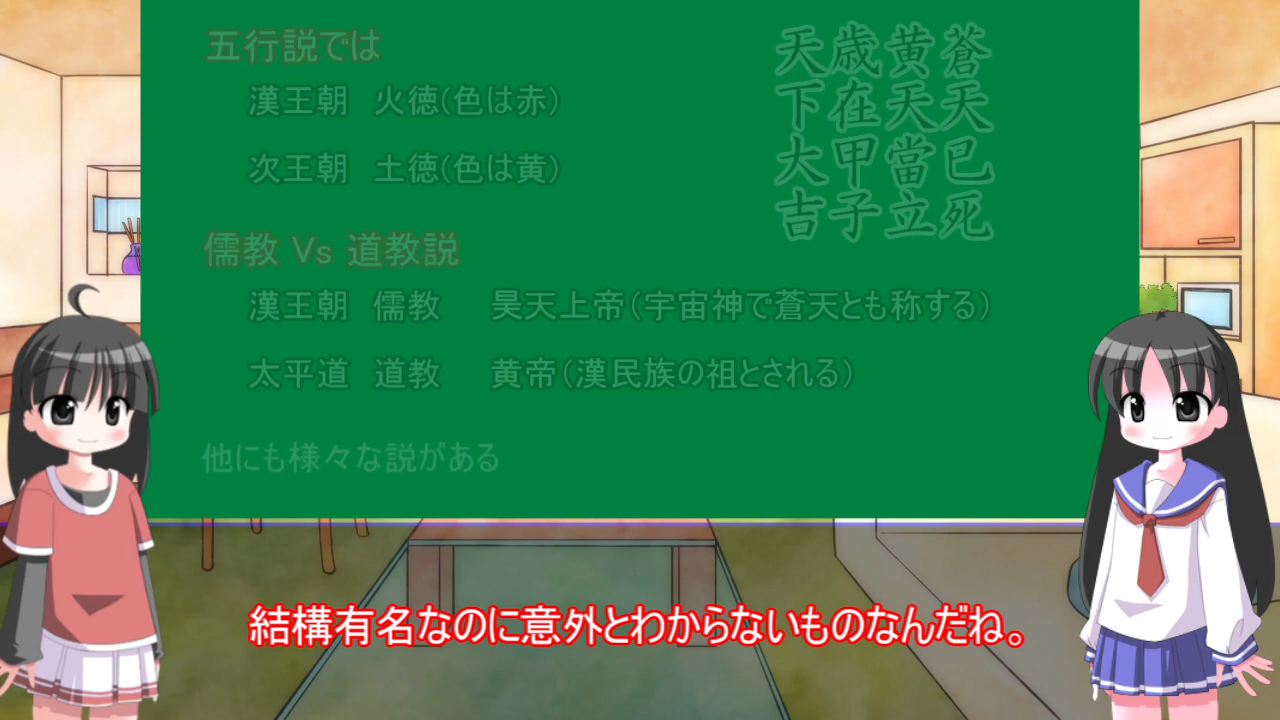 五行説では
漢王朝 火徳(色は赤)
次王朝 土徳(色は黄)
儒教 Vs 道教説
漢王朝 儒教 昊天上帝(宇宙神で蒼天とも称する)
太平道 道教 黄帝(漢民族の祖とされる)
他にも様々な説がある
蒼天已死
黄天當立
歳在甲子
天下大吉
結構有名なのに意外とわからないものなんだね。